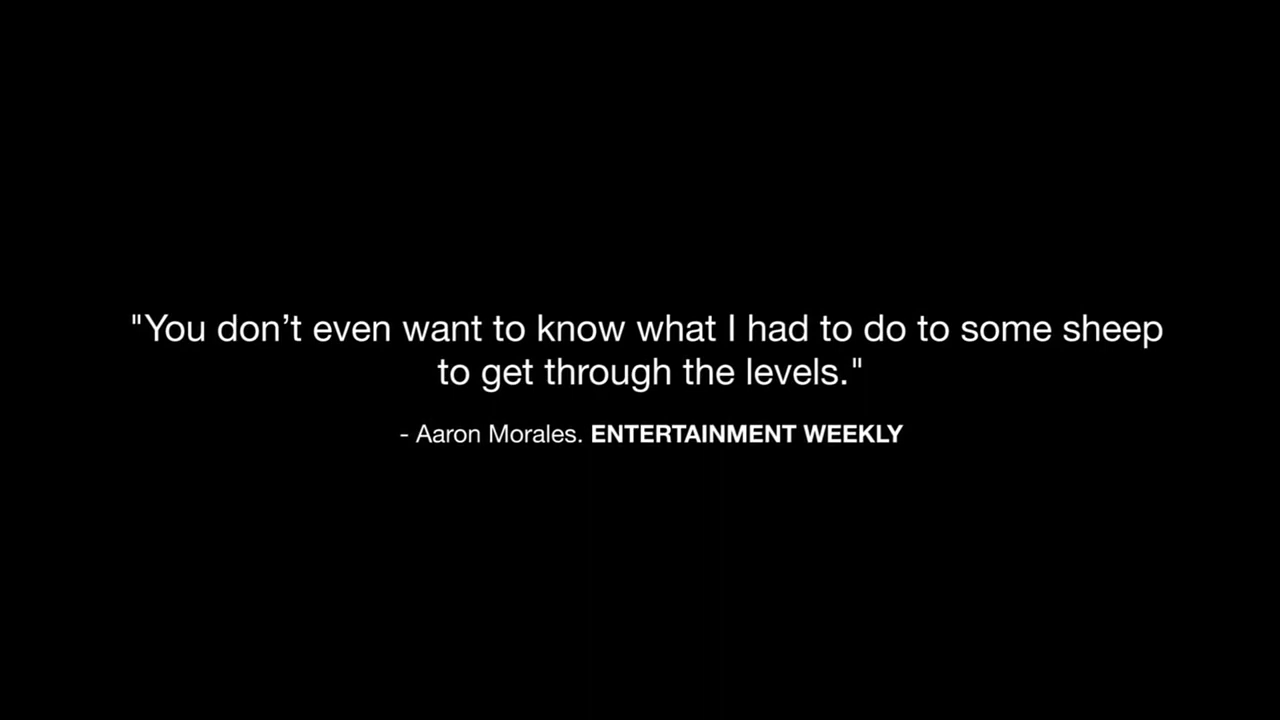 "You don’t even want to know what I had to do to some sheep
to get through the levels."
- Aaron Morales. ENTERTAINMENT WEEKLY